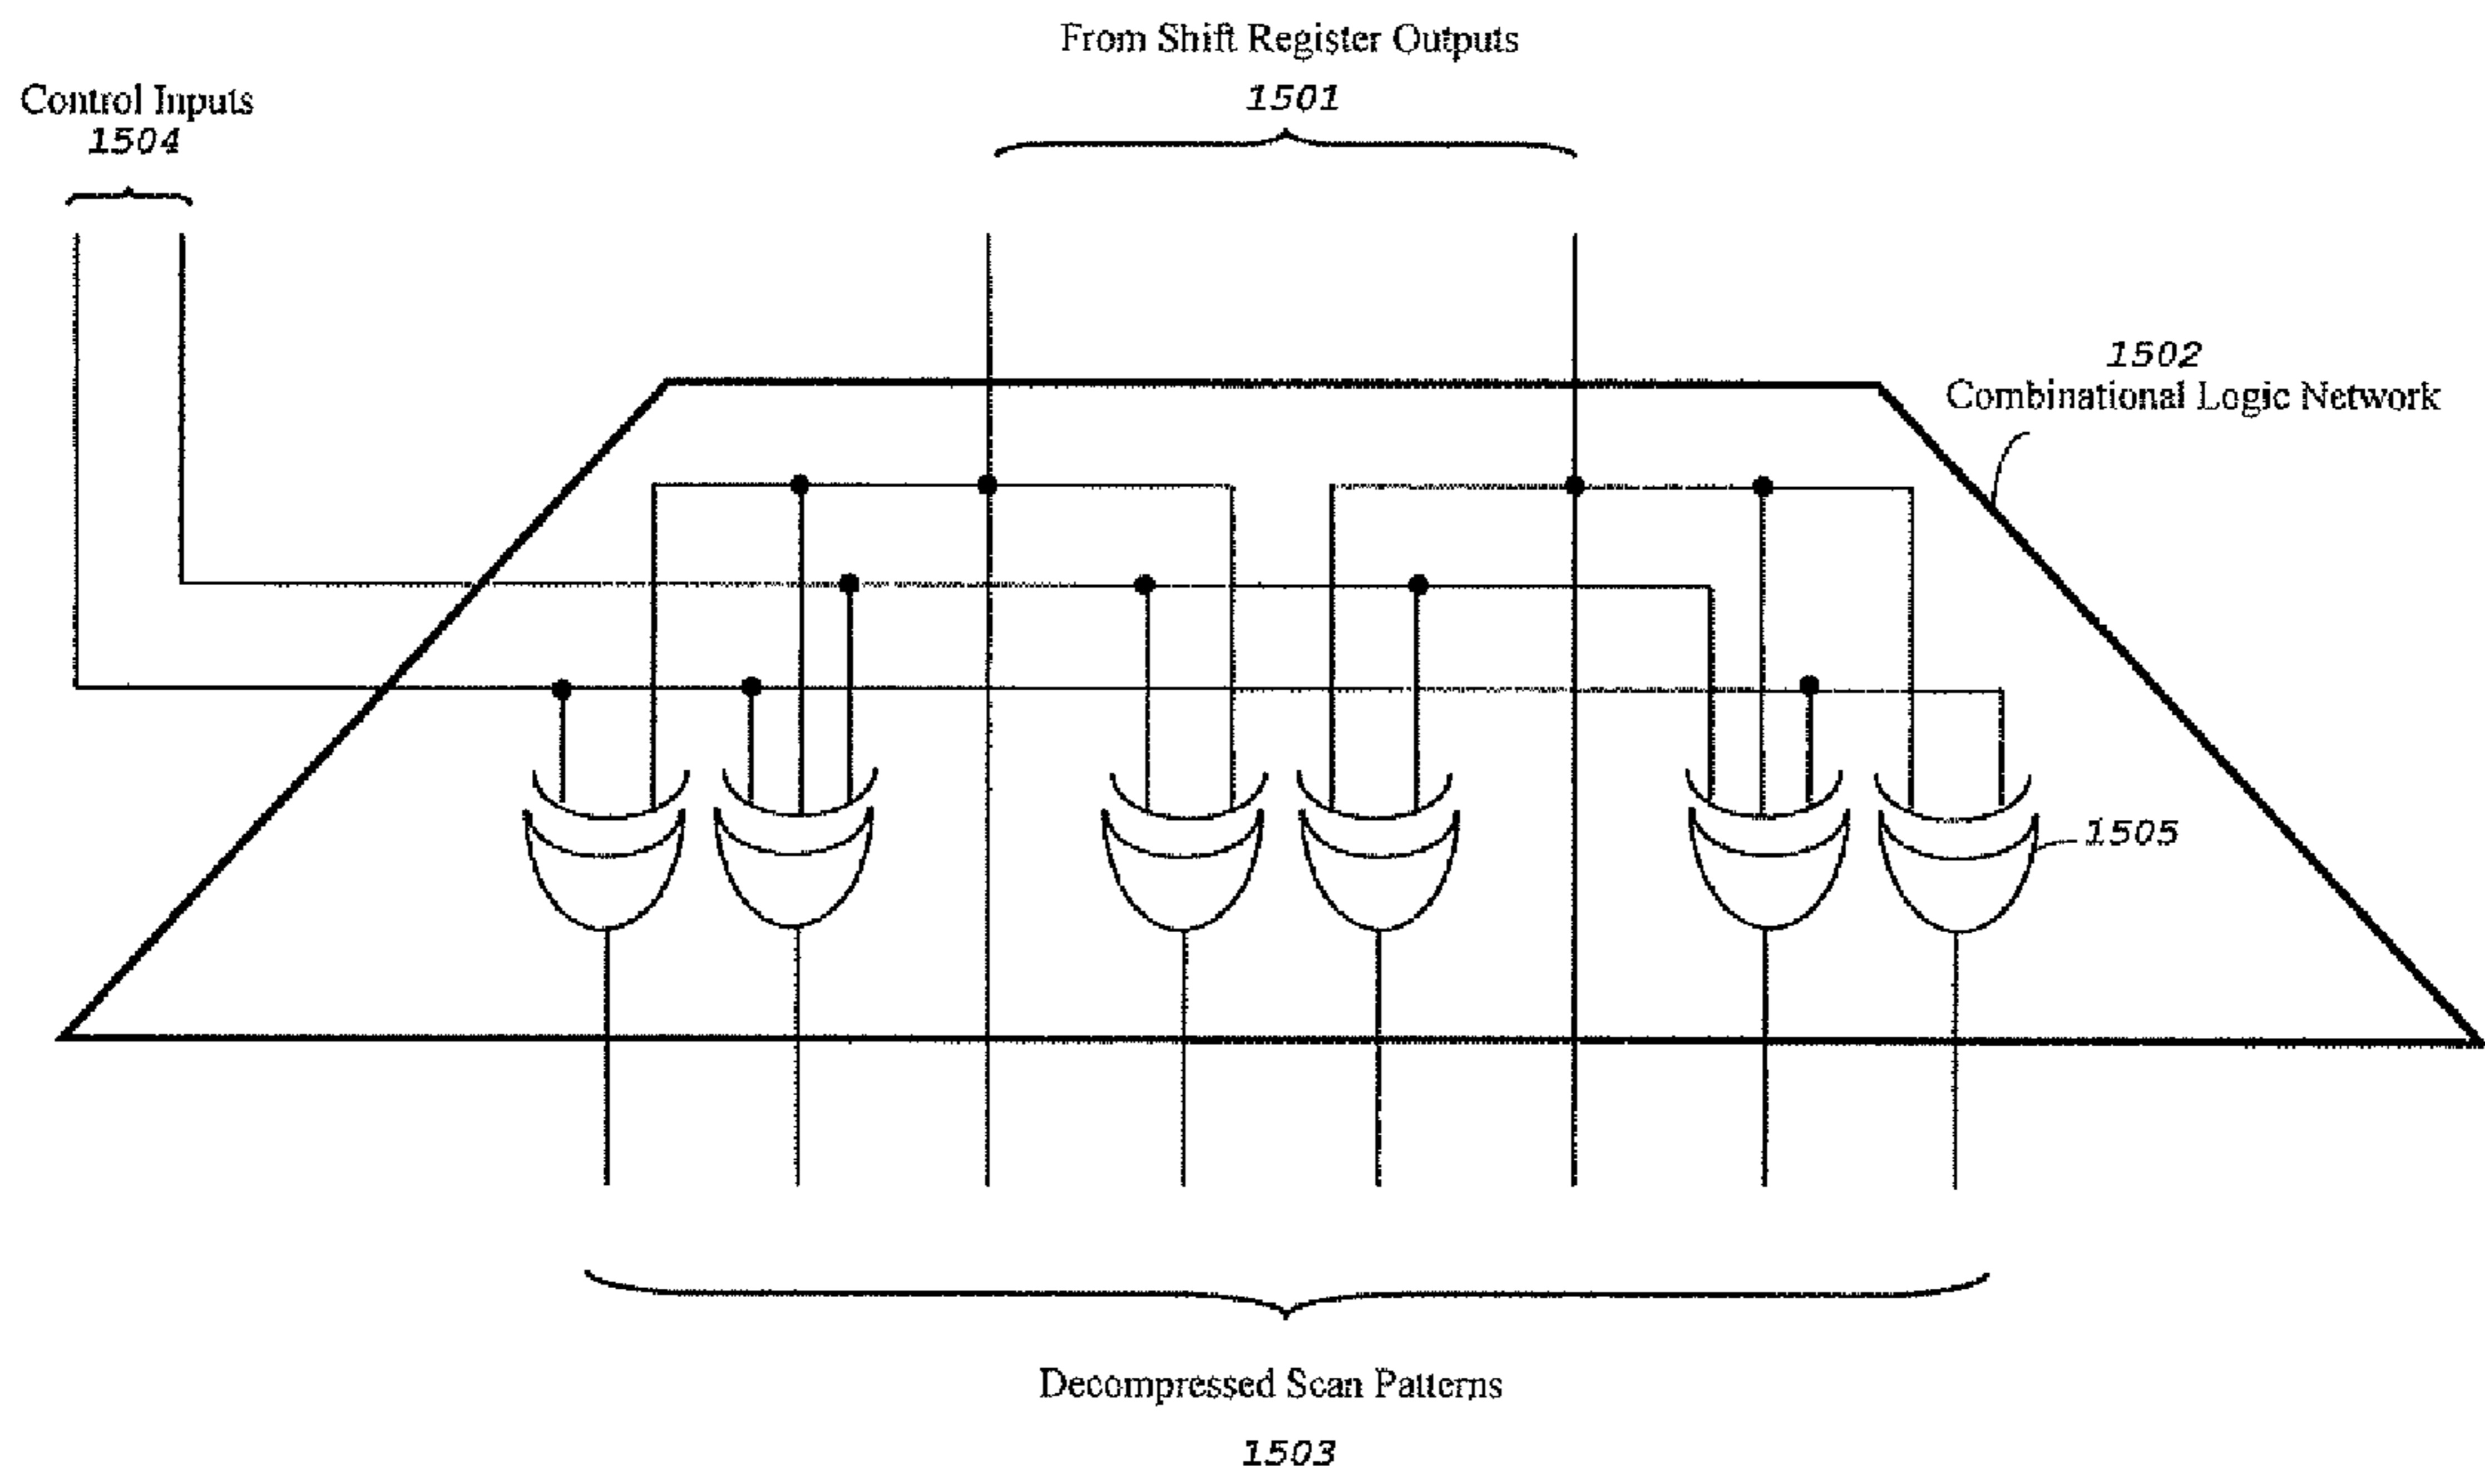 From Shift Register Outputs
1501
Control Inputs
1504
1502
Combinational Logic Network
1505
Decompressed Scan Patterns
1503